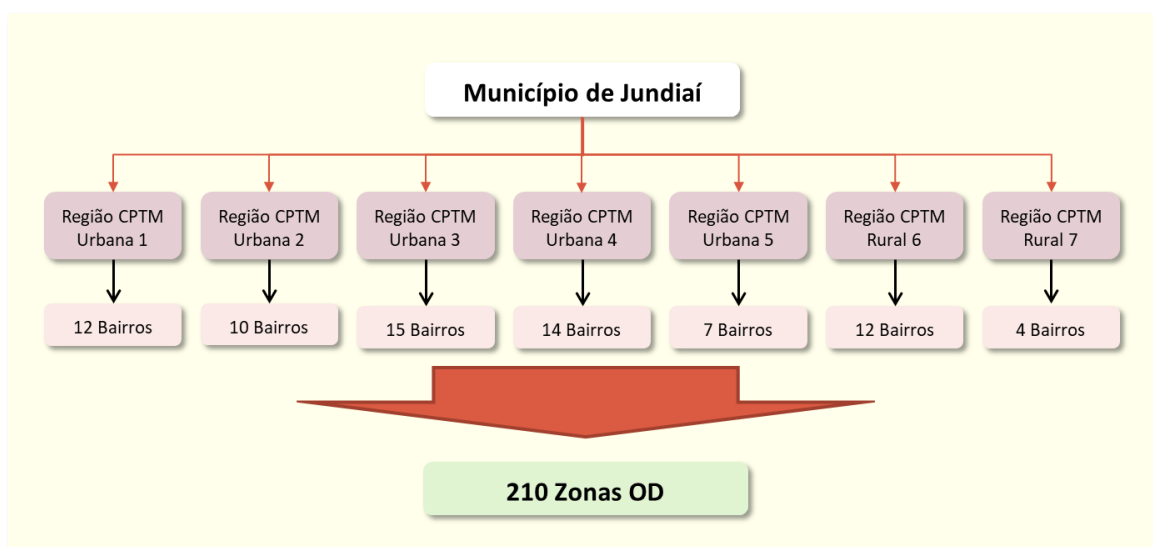 Município de Jundiaí
Região CPTM
Urbana 1
Região CPTM
Urbana 2
Região CPTM
Urbana 3
Região CPTM
Urbana 4
Região CPTM
Urbana 5
Região CPTM
Rural 6
Região CPTM
Rural 7
12 Bairros
10 Bairros
15 Bairros
14 Bairros
7 Bairros
12 Bairros
4 Bairros
210 Zonas OD